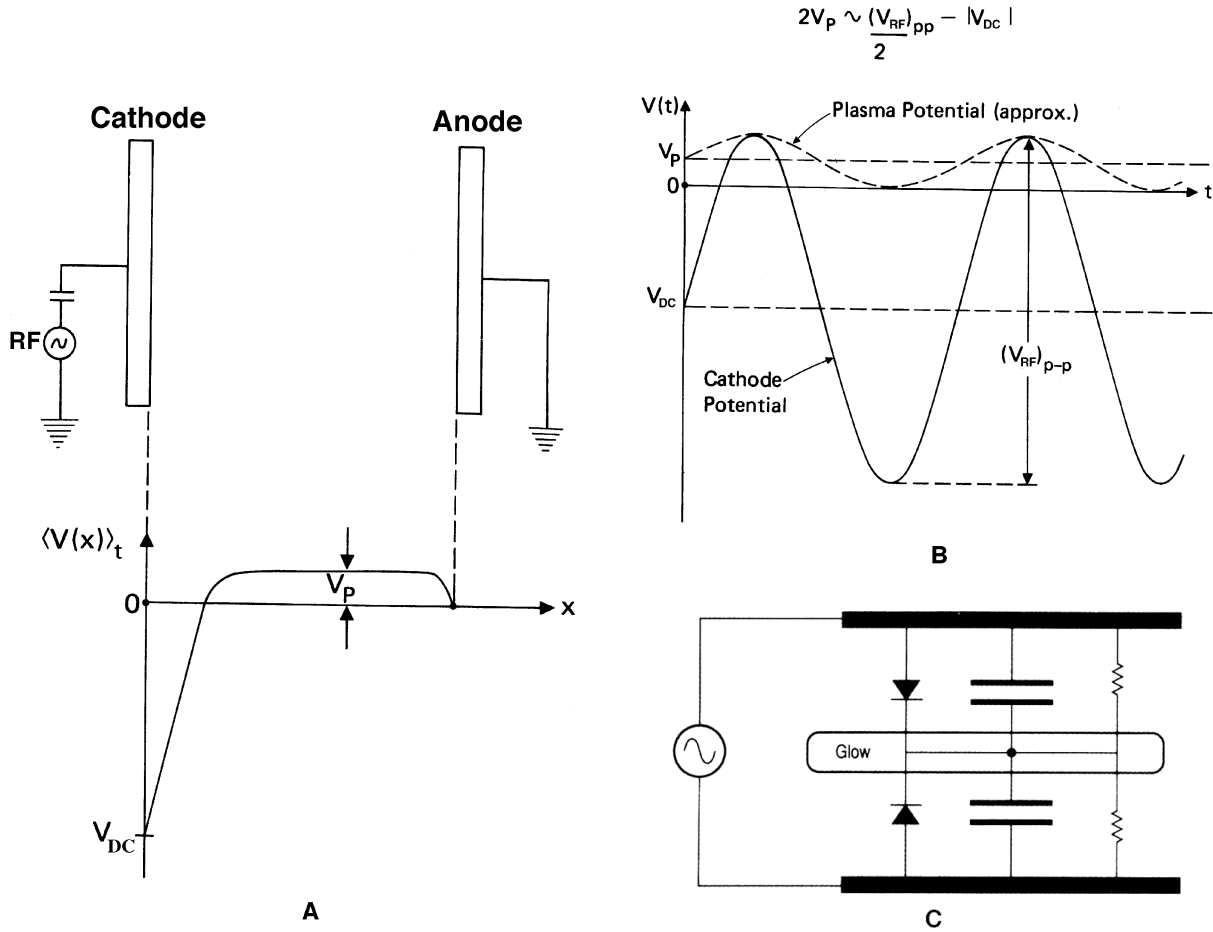 2V_P ~ (V_RF)_pp − |V_DC|
2
Cathode
Anode
RF
⟨V(x)⟩_t
0
V_P
x
V_DC
A
V(t)
Plasma Potential (approx.)
V_P
0
t
V_DC
(V_RF)_p-p
Cathode
Potential
B
Glow
C